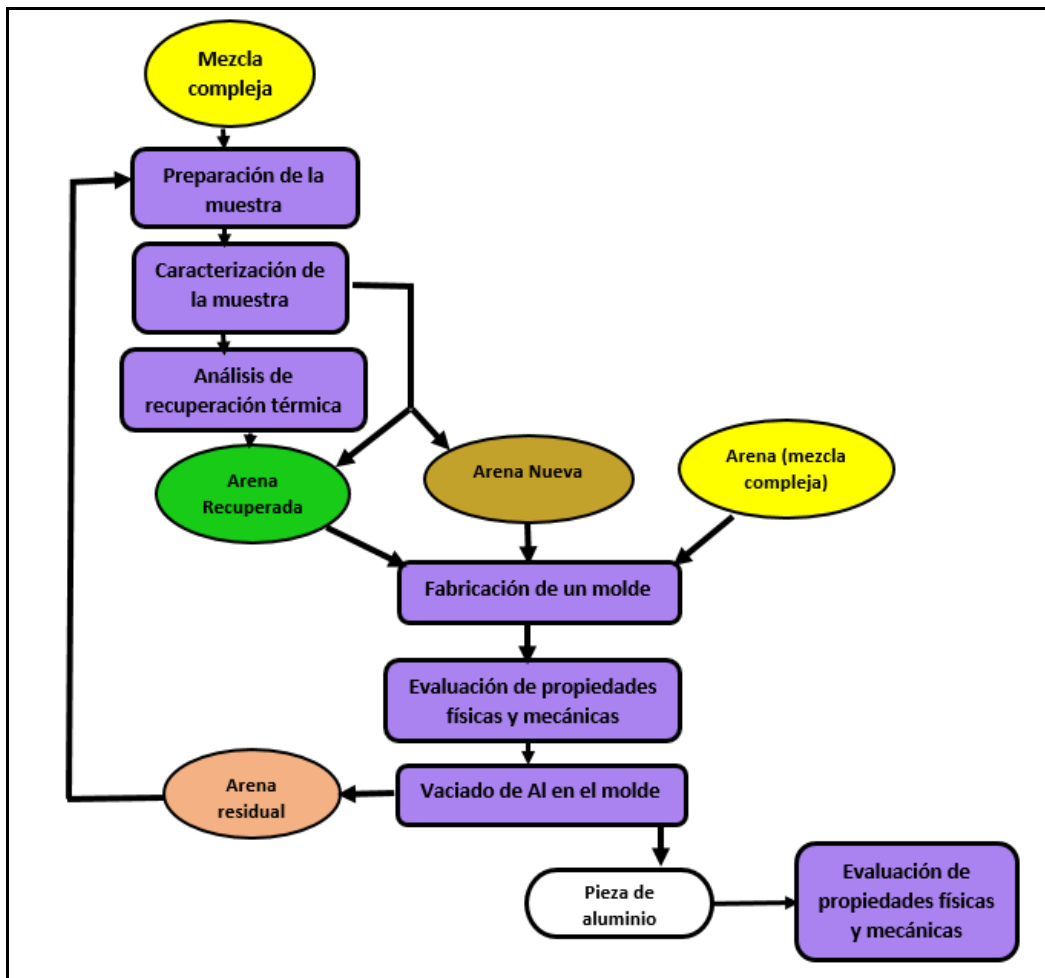 Mezcla
compleja
Preparación de la
muestra
Caracterización de
la muestra
Análisis de
recuperación térmica
Arena
Recuperada
Arena Nueva
Arena (mezcla
compleja)
Fabricación de un molde
Evaluación de propiedades
físicas y mecánicas
Vaciado de Al en el molde
Arena
residual
Pieza de
aluminio
Evaluación de
propiedades físicas
y mecánicas